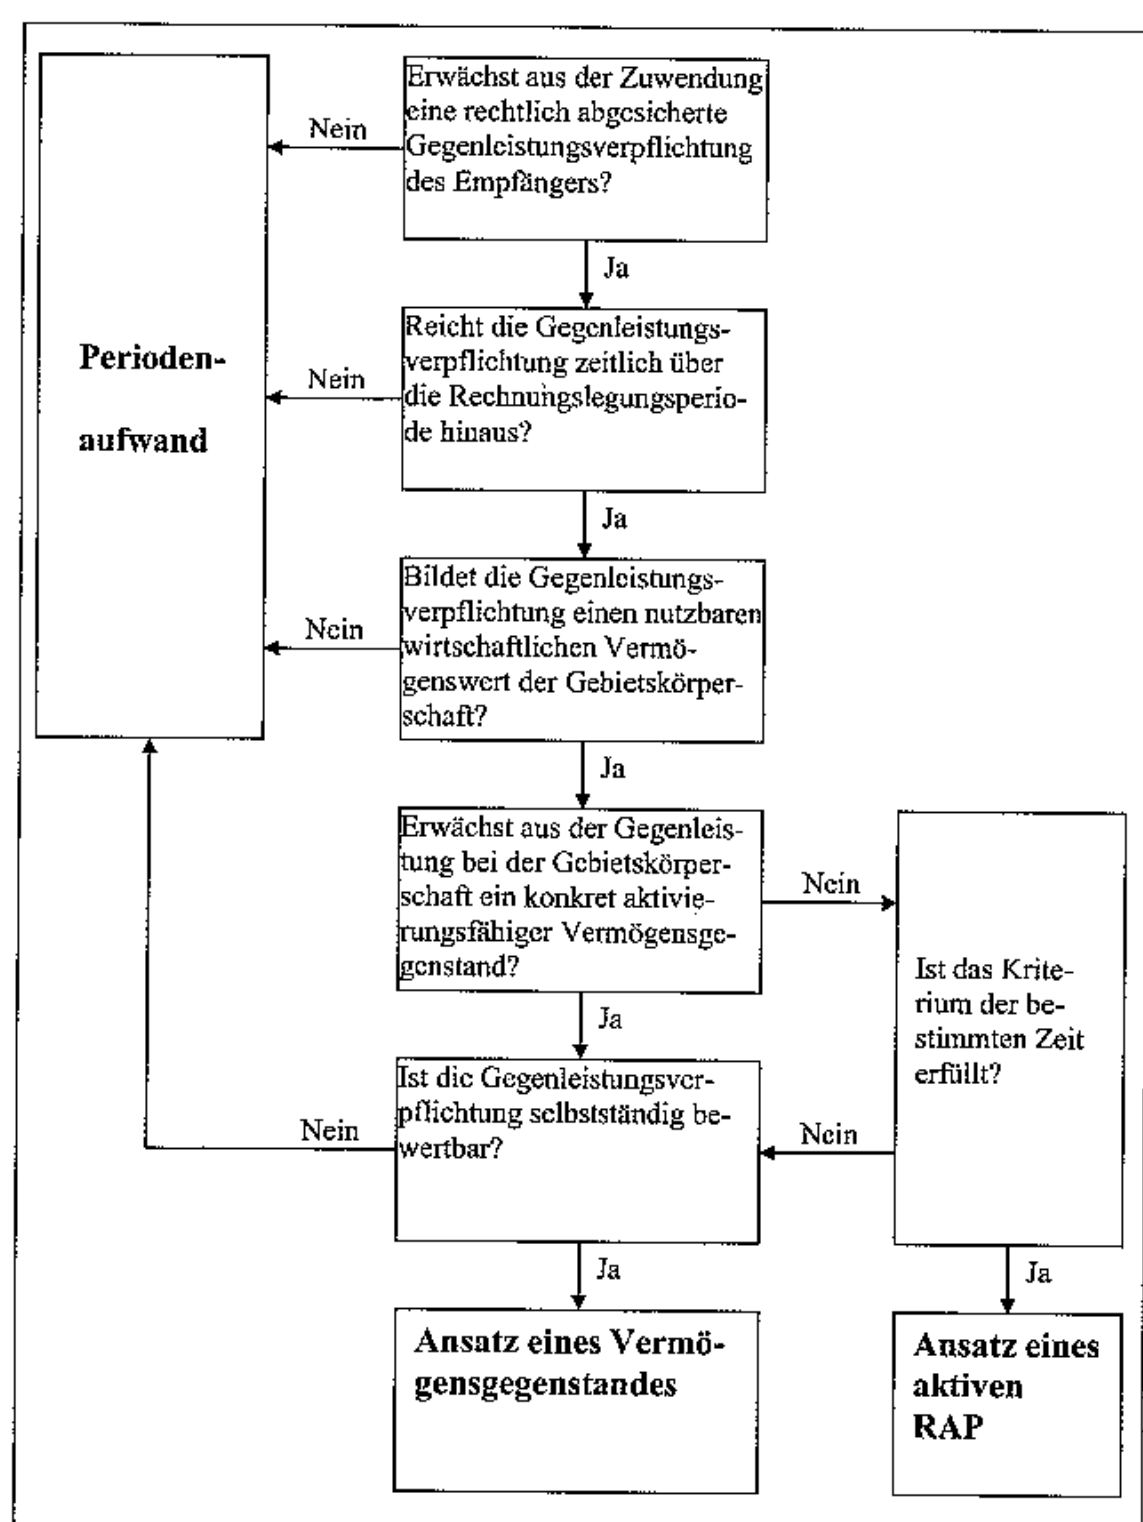 Erwächst aus der Zuwendung
eine rechtlich abgesicherte
Gegenleistungsverpflichtung
des Empfängers?
Nein
Ja
Perioden-
aufwand
Reicht die Gegenleistungs-
verpflichtung zeitlich über
die Rechnungslegungsperio-
de hinaus?
Nein
Ja
Bildet die Gegenleistungs-
verpflichtung einen nutzbaren
wirtschaftlichen Vermö-
genswert der Gebietskörper-
schaft?
Nein
Ja
Erwächst aus der Gegenleis-
tung bei der Gebietskörper-
schaft ein konkret aktivie-
rungsfähiger Vermögensge-
genstand?
Nein
Ja
Ist das Krite-
rium der be-
stimmten Zeit
erfüllt?
Ist die Gegenleistungsver-
pflichtung selbstständig be-
wertbar?
Nein
Nein
Ja
Ja
Ansatz eines Vermö-
gensgegenstandes
Ansatz eines
aktiven
RAP